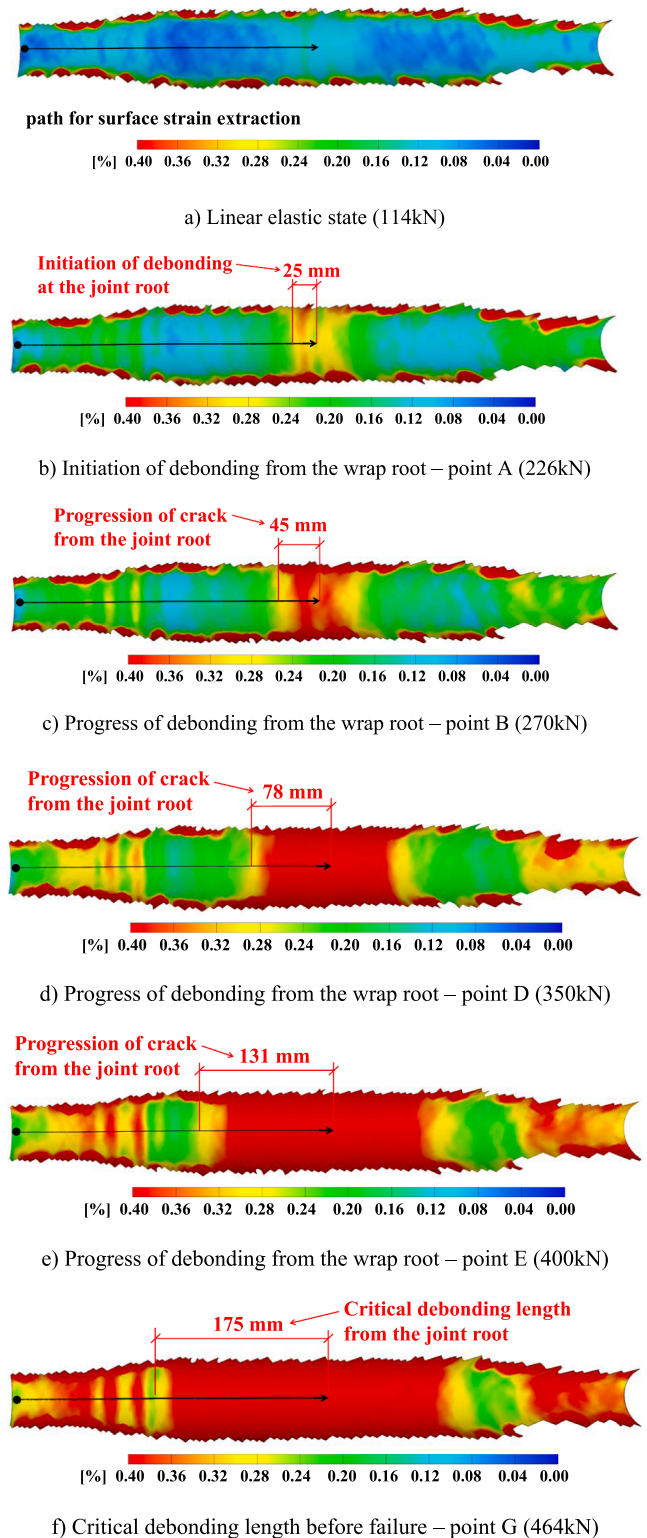 path for surface strain extraction
[%] 0.40 0.36 0.32 0.28 0.24 0.20 0.16 0.12 0.08 0.04 0.00
a) Linear elastic state (114kN)
Initiation of debonding
at the joint root
25 mm
[%] 0.40 0.36 0.32 0.28 0.24 0.20 0.16 0.12 0.08 0.04 0.00
b) Initiation of debonding from the wrap root – point A (226kN)
Progression of crack
from the joint root
45 mm
[%] 0.40 0.36 0.32 0.28 0.24 0.20 0.16 0.12 0.08 0.04 0.00
c) Progress of debonding from the wrap root – point B (270kN)
Progression of crack
from the joint root
78 mm
[%] 0.40 0.36 0.32 0.28 0.24 0.20 0.16 0.12 0.08 0.04 0.00
d) Progress of debonding from the wrap root – point D (350kN)
Progression of crack
from the joint root
131 mm
[%] 0.40 0.36 0.32 0.28 0.24 0.20 0.16 0.12 0.08 0.04 0.00
e) Progress of debonding from the wrap root – point E (400kN)
175 mm
Critical debonding length
from the joint root
[%] 0.40 0.36 0.32 0.28 0.24 0.20 0.16 0.12 0.08 0.04 0.00
f) Critical debonding length before failure – point G (464kN)